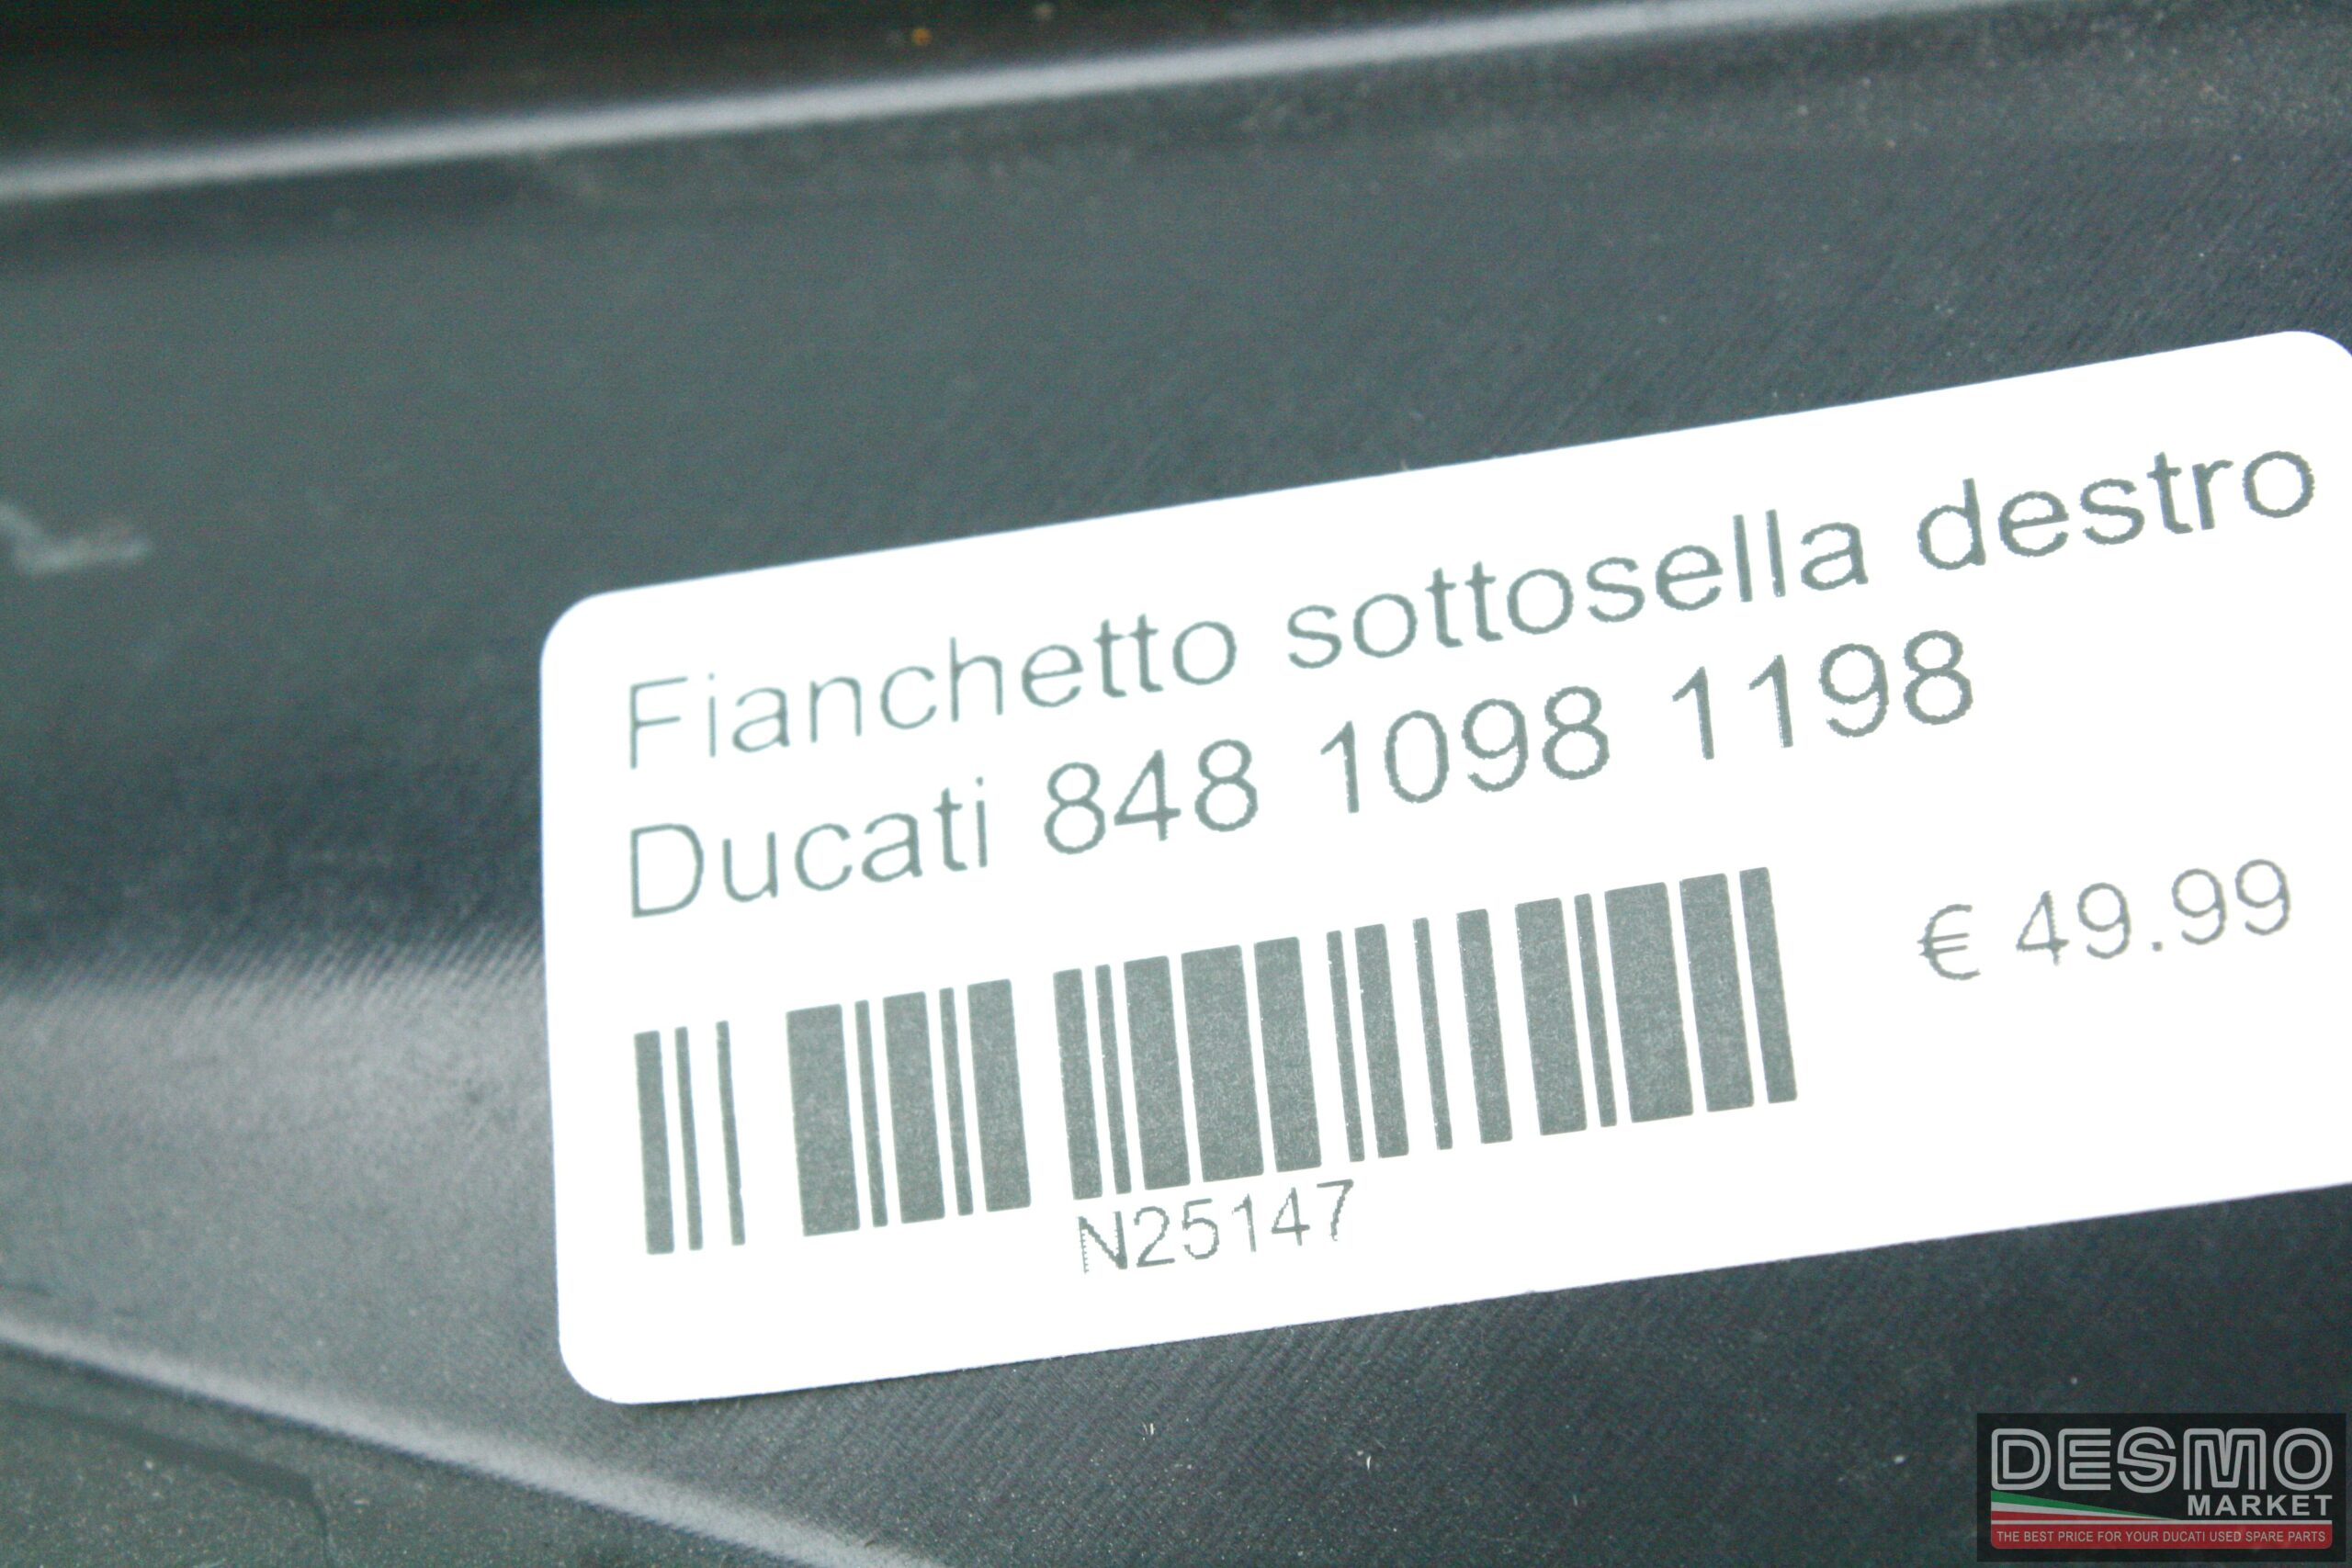 Fianchetto sottosella destro
Ducati 848 1098 1198
€ 49.99
N25147
DESMO
MARKET
THE BEST PRICE FOR YOUR DUCATI USED SPARE PARTS